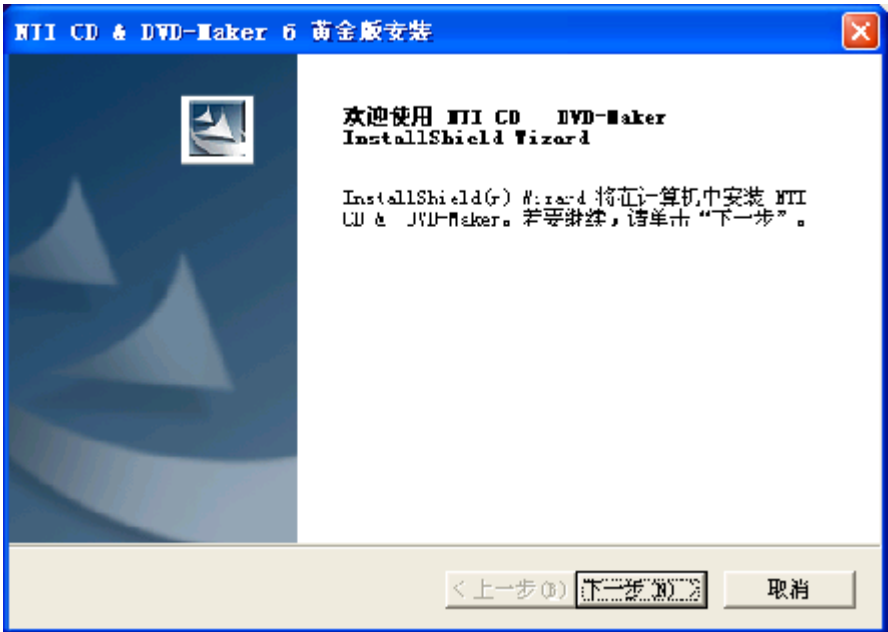 NTI CD & DVD-Maker 6 黄金版安装
欢迎使用 NTI CD DVD-Maker
InstallShield Wizard
InstallShield(r) Wizard 将在计算机中安装 NTI
CD & DVD-Maker。若要继续，请单击“下一步”。
< 上一步(B)
下一步(N) >
取消